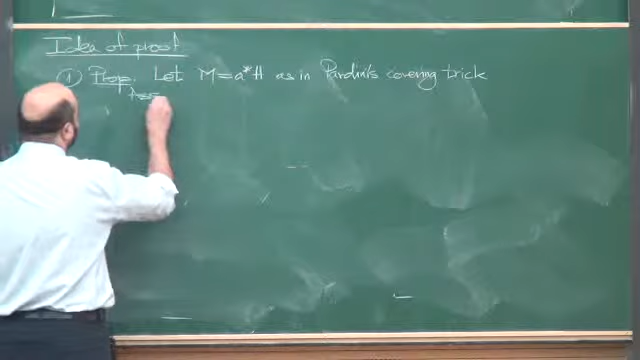 Idea of proof
① Prop. Let M = a*H as in Pardini's covering trick